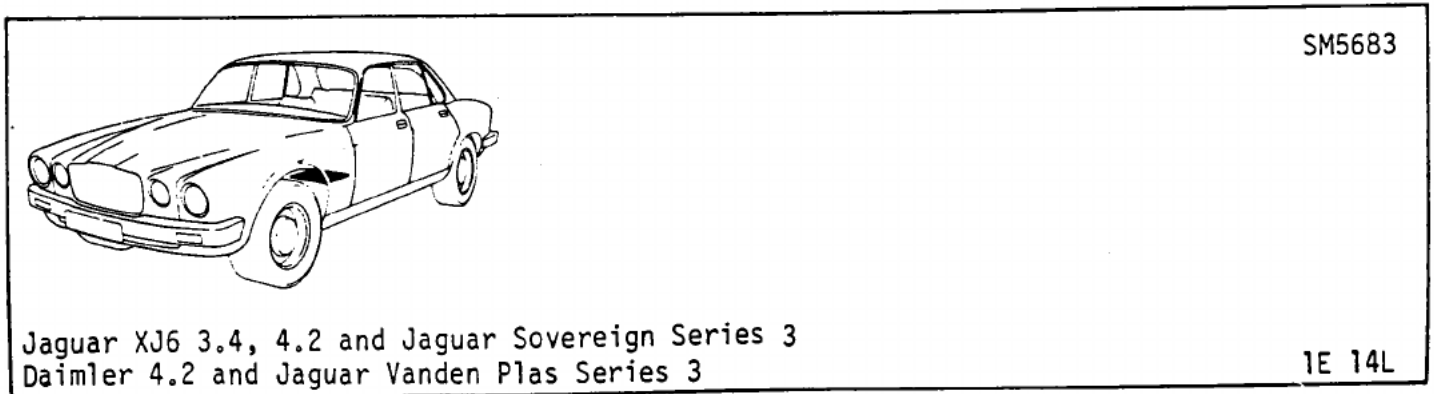 SM5683
Jaguar XJ6 3.4, 4.2 and Jaguar Sovereign Series 3
Daimler 4.2 and Jaguar Vanden Plas Series 3
1E 14L